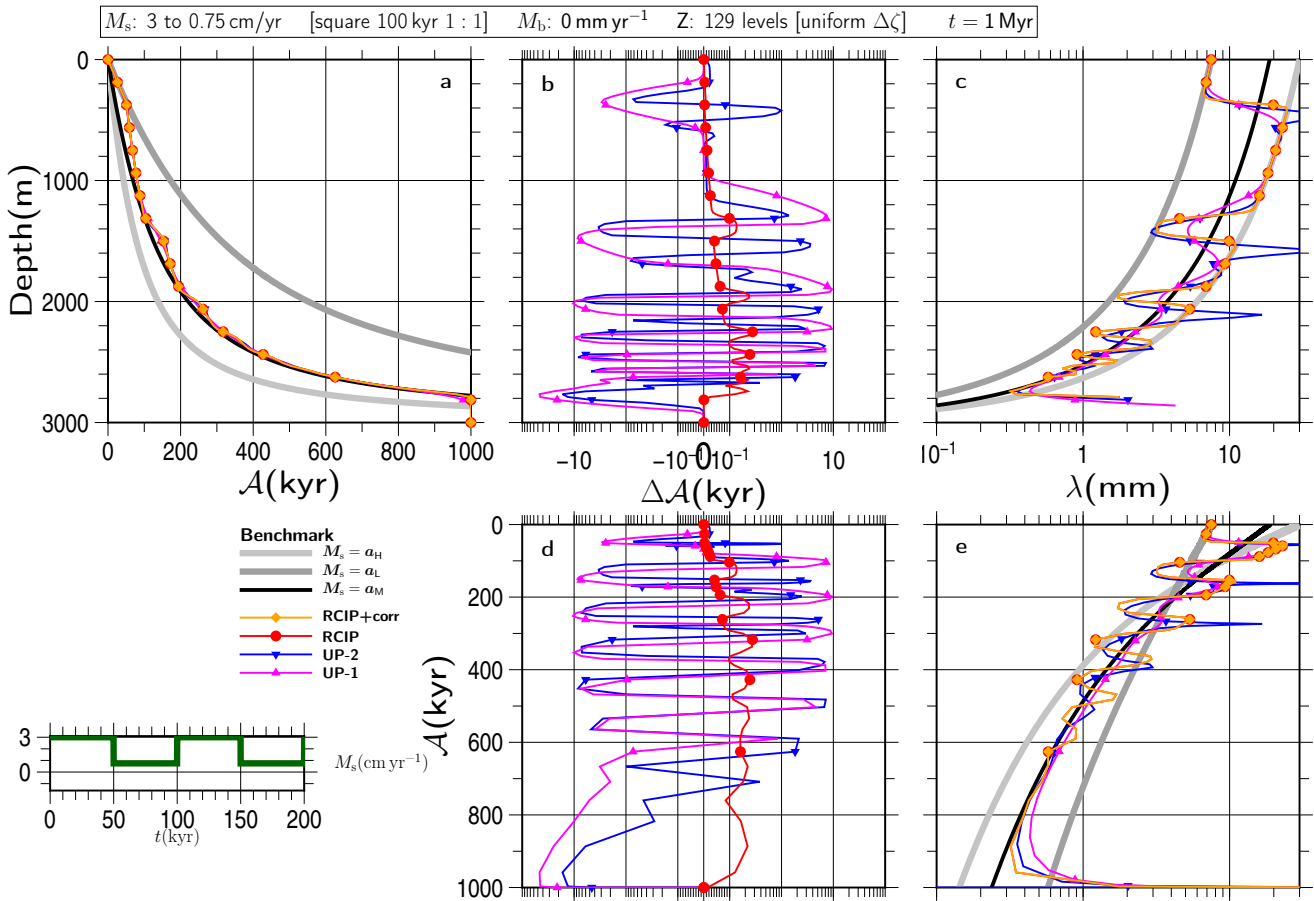 Mₛ: 3 to 0.75 cm/yr [square 100 kyr 1 : 1] M_b: 0 mm yr⁻¹ Z: 129 levels [uniform Δζ] t = 1 Myr
a
b
c
0
1000
2000
3000
Depth(m)
0 200 400 600 800 1000
𝒜(kyr)
−10 −10⁻¹ 0 10⁻¹ 10
Δ𝒜(kyr)
10⁻¹ 1 10
λ(mm)
Benchmark
Mₛ = a_H
Mₛ = a_L
Mₛ = a_M
RCIP+corr
RCIP
UP-2
UP-1
3
0
Mₛ(cm yr⁻¹)
0 50 100 150 200
t(kyr)
d
e
0
200
400
600
800
1000
𝒜(kyr)